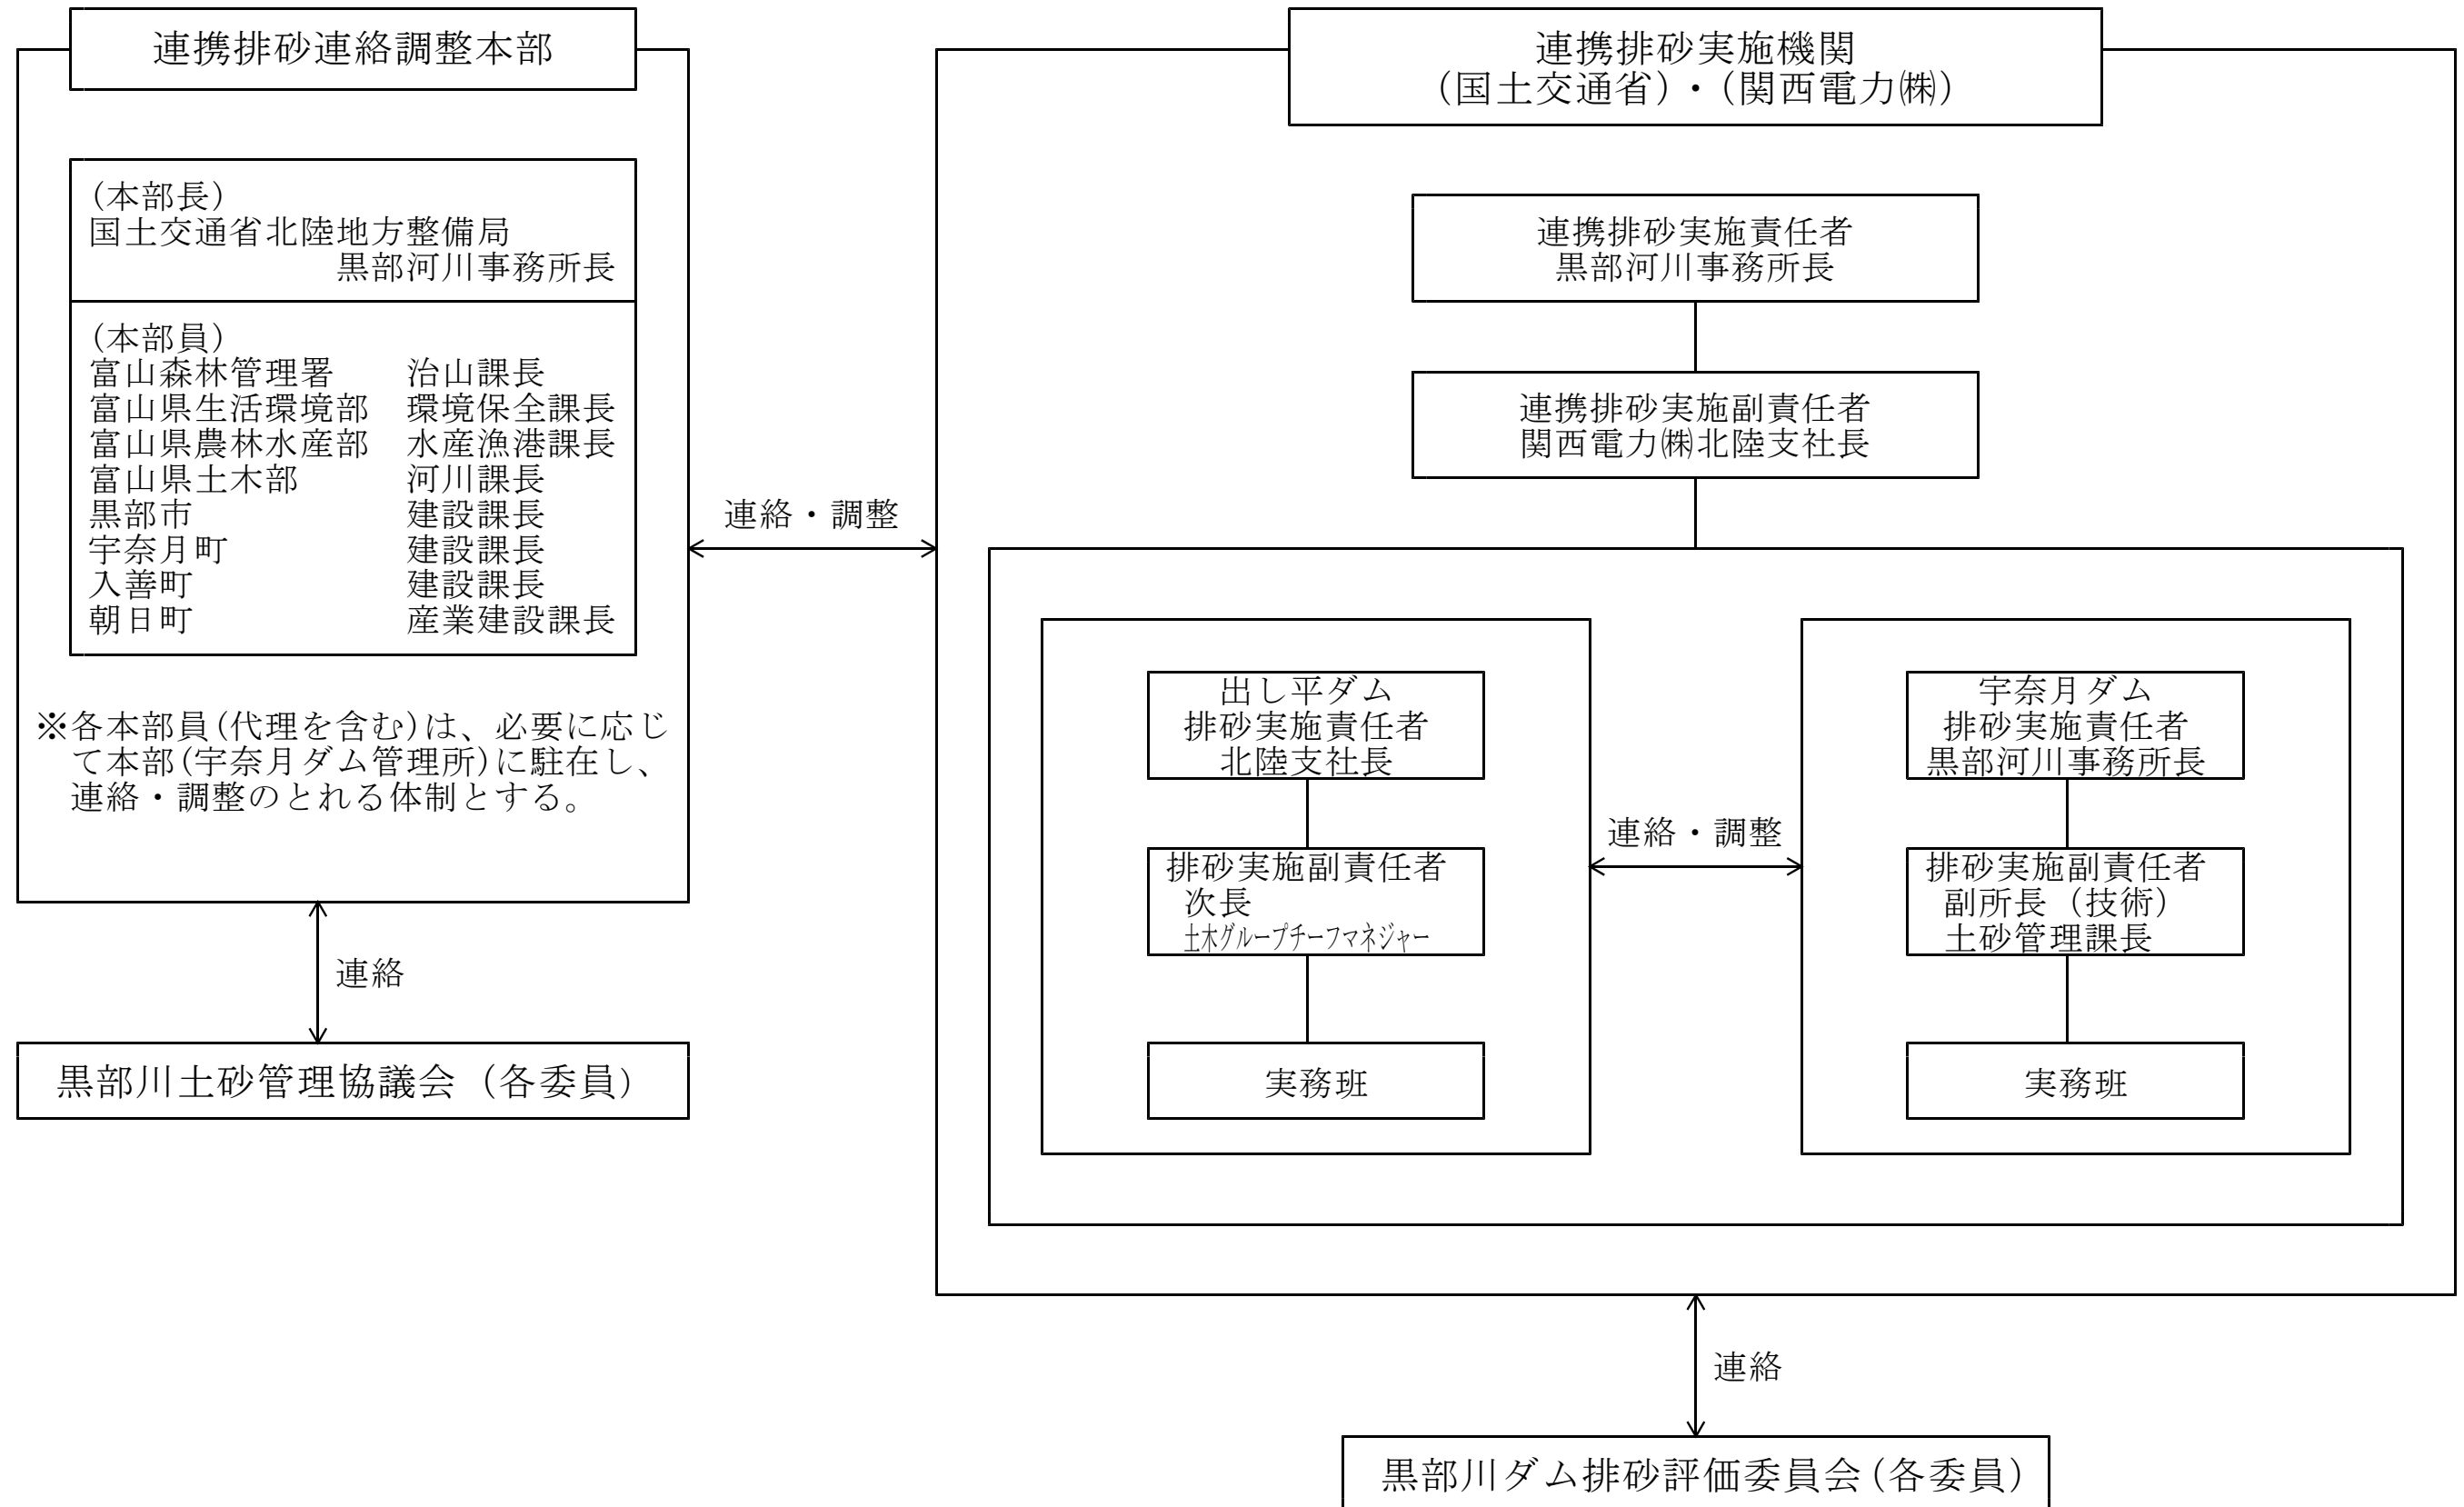 連携排砂連絡調整本部
(本部長)
国土交通省北陸地方整備局
黒部河川事務所長
(本部員)
富山森林管理署 治山課長
富山県生活環境部 環境保全課長
富山県農林水産部 水産漁港課長
富山県土木部 河川課長
黒部市 建設課長
宇奈月町 建設課長
入善町 建設課長
朝日町 産業建設課長
※各本部員(代理を含む)は、必要に応じ
て本部(宇奈月ダム管理所)に駐在し、
連絡・調整のとれる体制とする。
連絡
黒部川土砂管理協議会（各委員）
連絡・調整
連携排砂実施機関
(国土交通省)・(関西電力㈱)
連携排砂実施責任者
黒部河川事務所長
連携排砂実施副責任者
関西電力㈱北陸支社長
出し平ダム
排砂実施責任者
北陸支社長
排砂実施副責任者
次長
土木グループチーフマネジャー
実務班
連絡・調整
宇奈月ダム
排砂実施責任者
黒部河川事務所長
排砂実施副責任者
副所長（技術）
土砂管理課長
実務班
連絡
黒部川ダム排砂評価委員会(各委員)